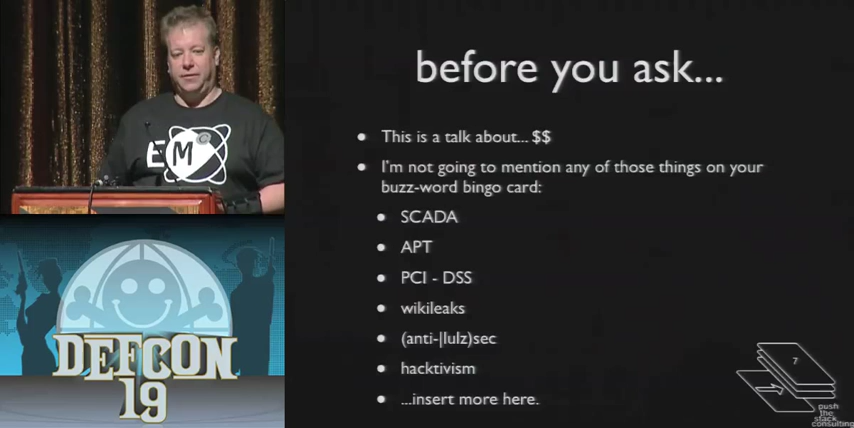 before you ask...
This is a talk about... $$
I'm not going to mention any of those things on your
buzz-word bingo card:
SCADA
APT
PCI - DSS
wikileaks
(anti-|lulz)sec
hacktivism
...insert more here.
7
push
the
stack
consulting
E M
DEFCON
19